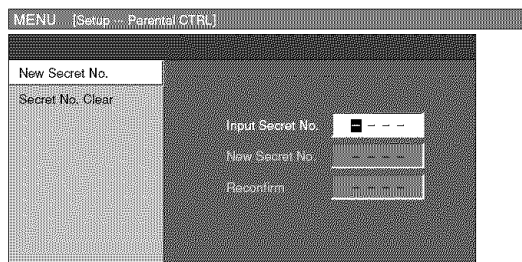 MENU [Setup ··· Parental CTRL]
New Secret No.
Secret No. Clear
Input Secret No. – – – –
New Secret No. – – – –
Reconfirm – – – –